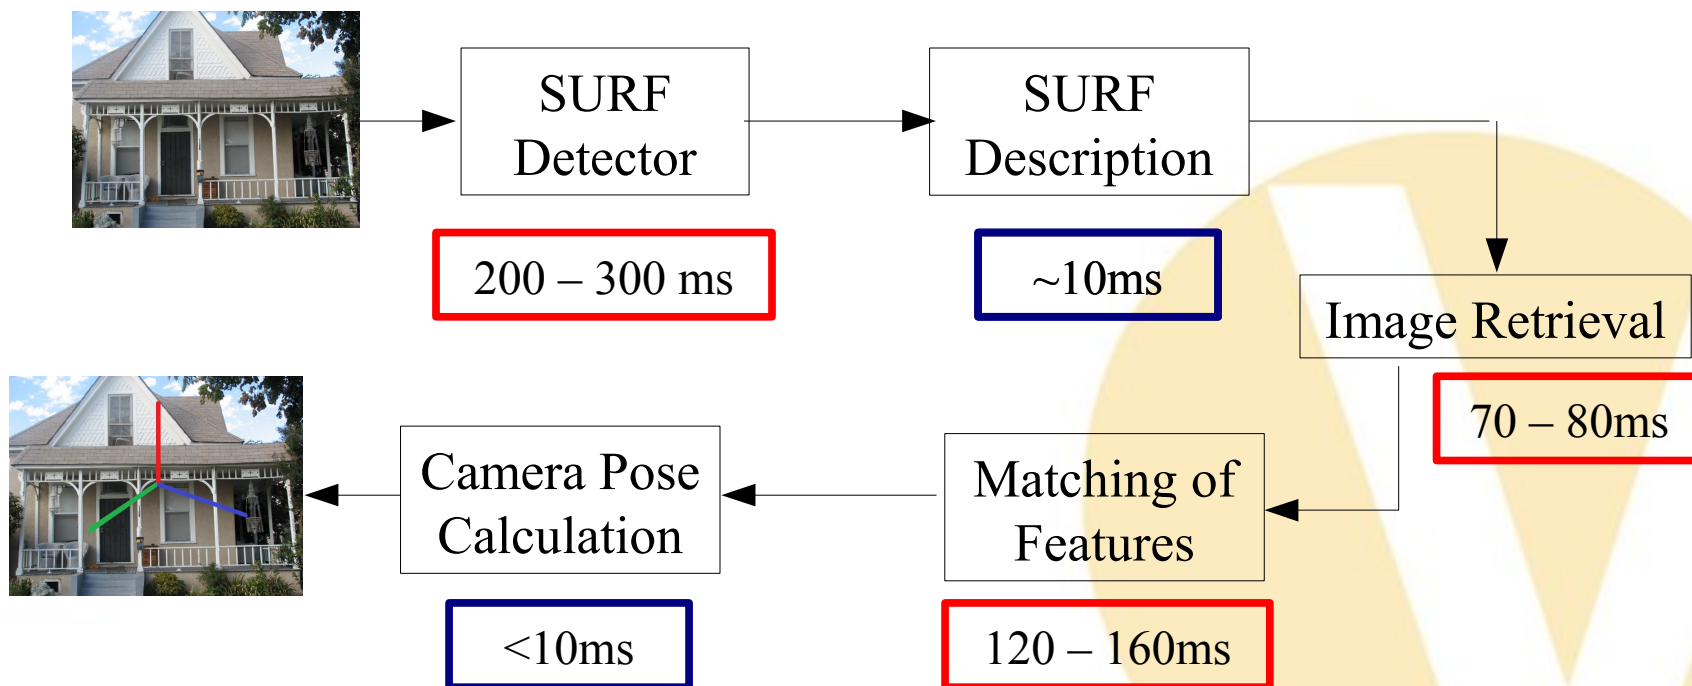 SURF
Detector
SURF
Description
200 – 300 ms
~10ms
Image Retrieval
70 – 80ms
Camera Pose
Calculation
Matching of
Features
<10ms
120 – 160ms